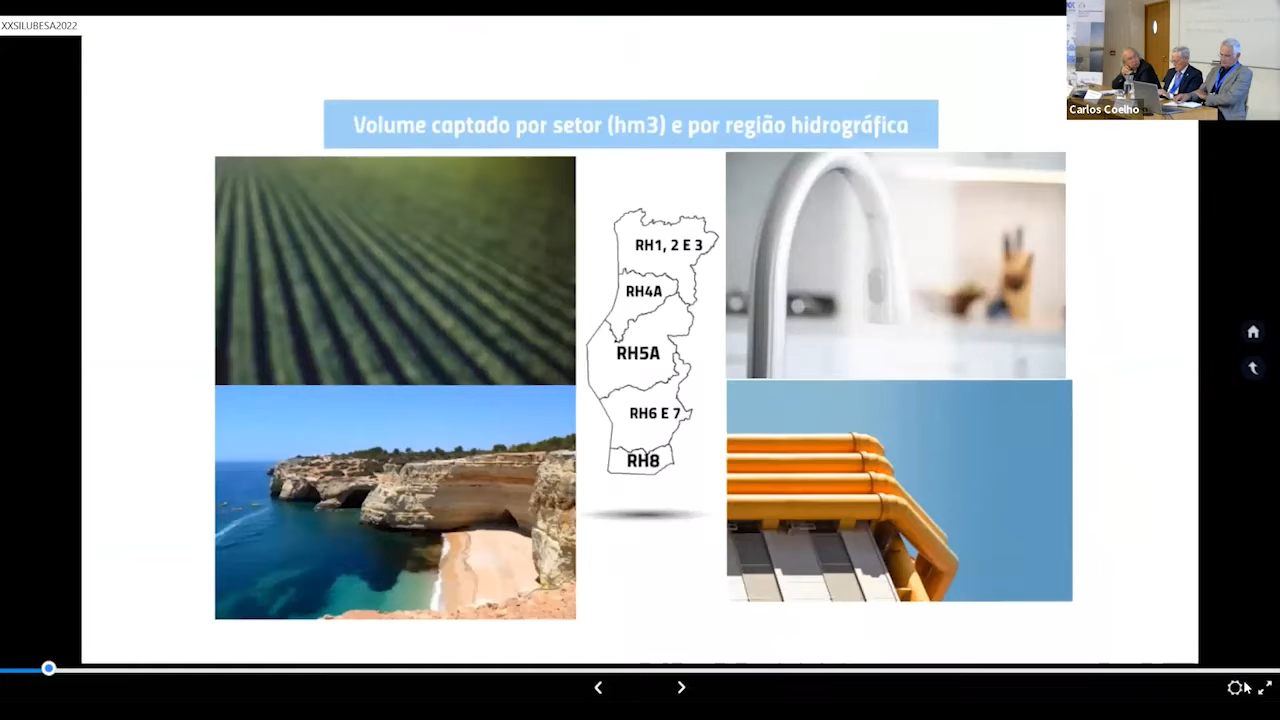 XXSILUBESA2022
Carlos Coelho
Volume captado por setor (hm3) e por região hidrográfica
RH1, 2 E 3
RH4A
RH5A
RH6 E 7
RH8